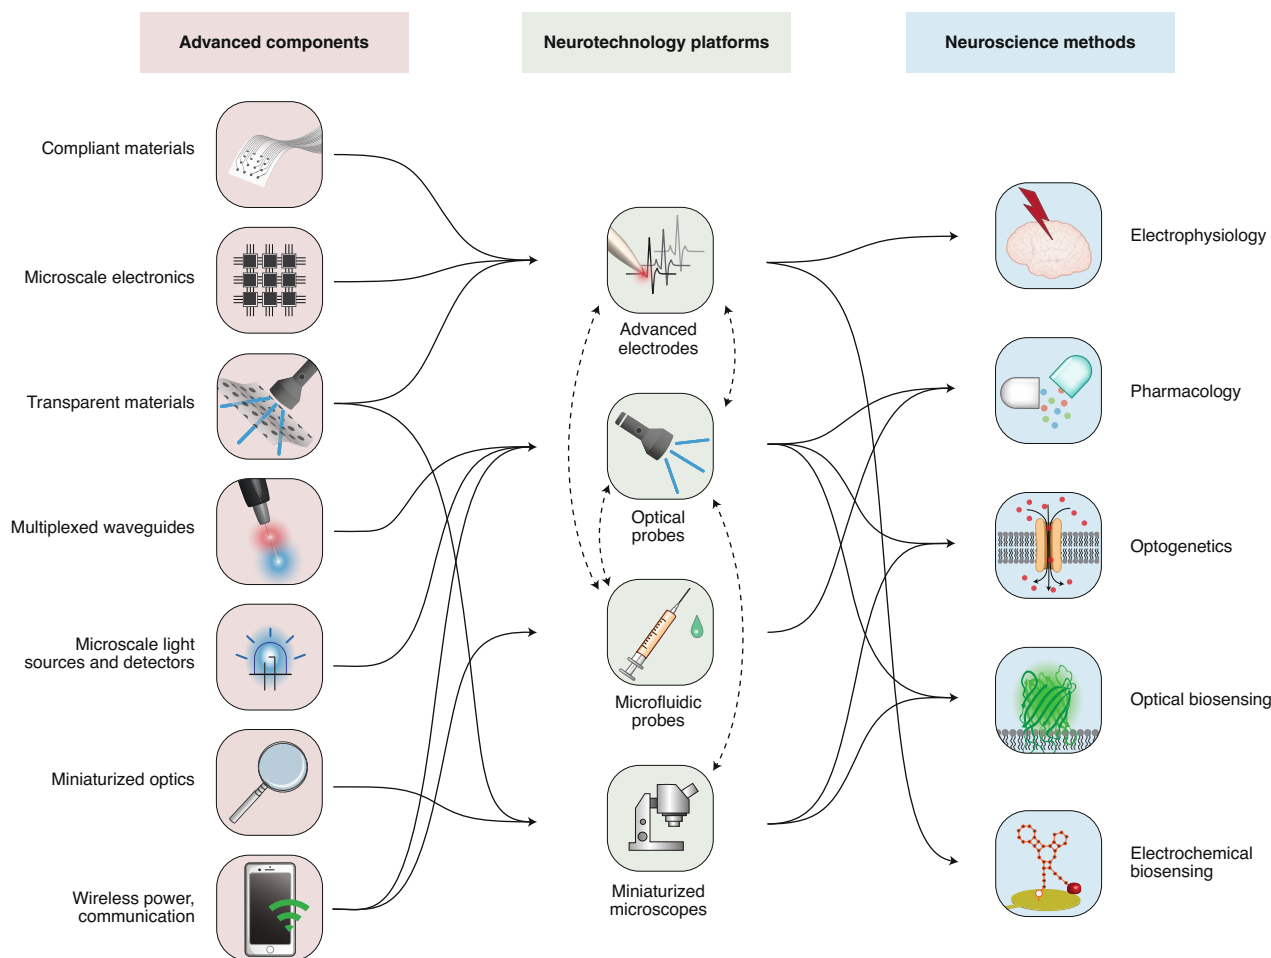 Advanced components
Neurotechnology platforms
Neuroscience methods
Compliant materials
Microscale electronics
Transparent materials
Multiplexed waveguides
Microscale light
sources and detectors
Miniaturized optics
Wireless power,
communication
Advanced
electrodes
Optical
probes
Microfluidic
probes
Miniaturized
microscopes
Electrophysiology
Pharmacology
Optogenetics
Optical biosensing
Electrochemical
biosensing